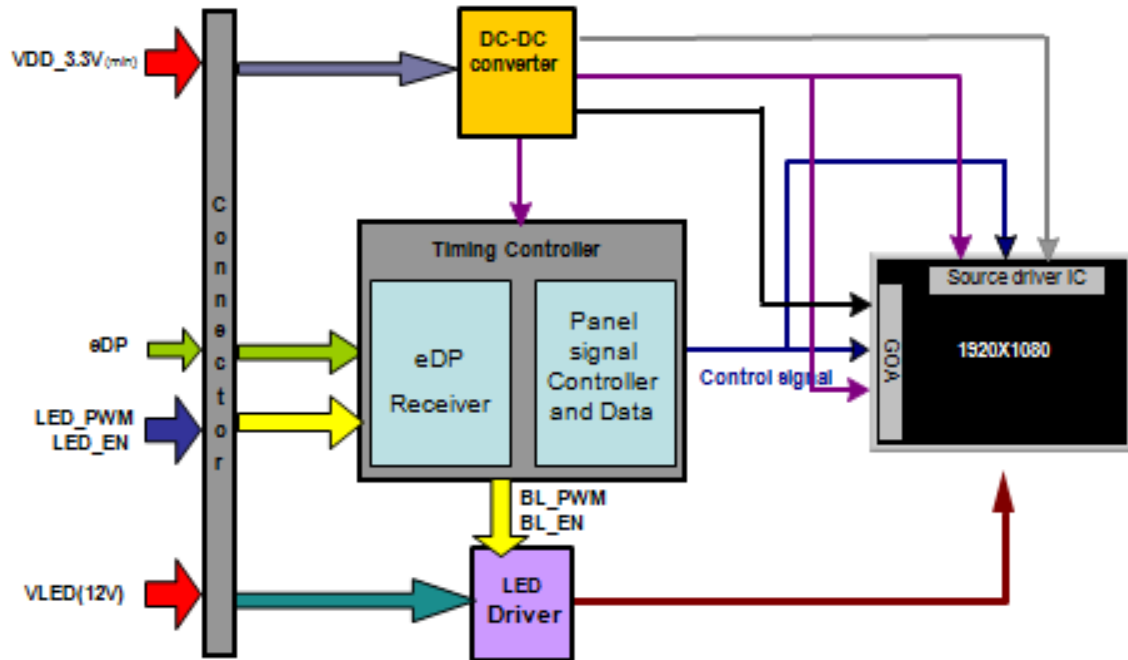 DC-DC
converter
VDD_3.3V(min)
Connector
Timing Controller
eDP
Receiver
Panel
signal
Controller
and Data
Control signal
Source driver IC
GOA
1920X1080
eDP
LED_PWM
LED_EN
BL_PWM
BL_EN
VLED(12V)
LED
Driver